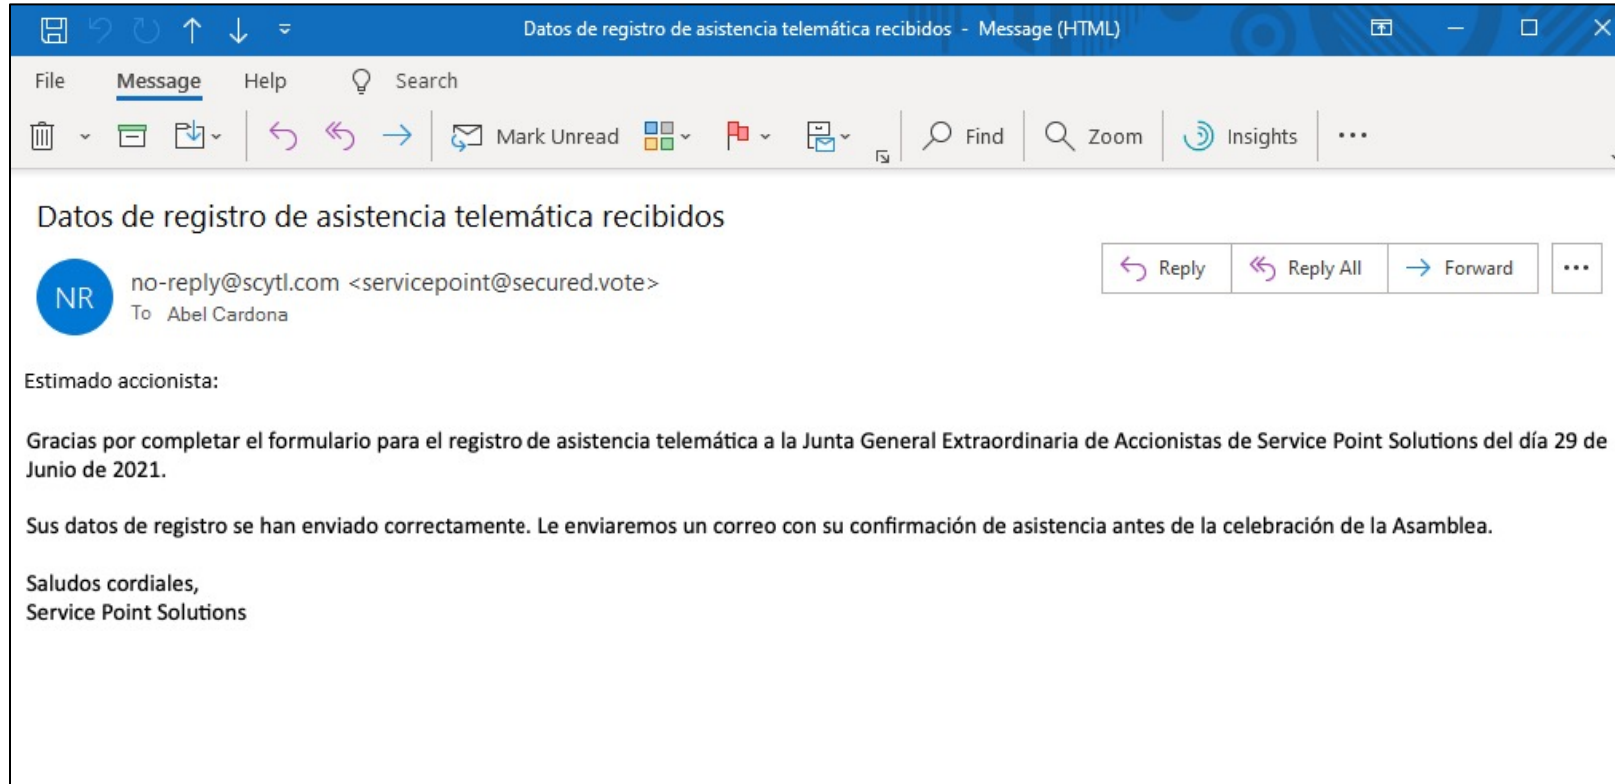 Datos de registro de asistencia telemática recibidos - Message (HTML)
File Message Help Search
Mark Unread Find Zoom Insights
Datos de registro de asistencia telemática recibidos
NR
no-reply@scytl.com <servicepoint@secured.vote>
To Abel Cardona
Reply Reply All Forward
Estimado accionista:
Gracias por completar el formulario para el registro de asistencia telemática a la Junta General Extraordinaria de Accionistas de Service Point Solutions del día 29 de
Junio de 2021.
Sus datos de registro se han enviado correctamente. Le enviaremos un correo con su confirmación de asistencia antes de la celebración de la Asamblea.
Saludos cordiales,
Service Point Solutions